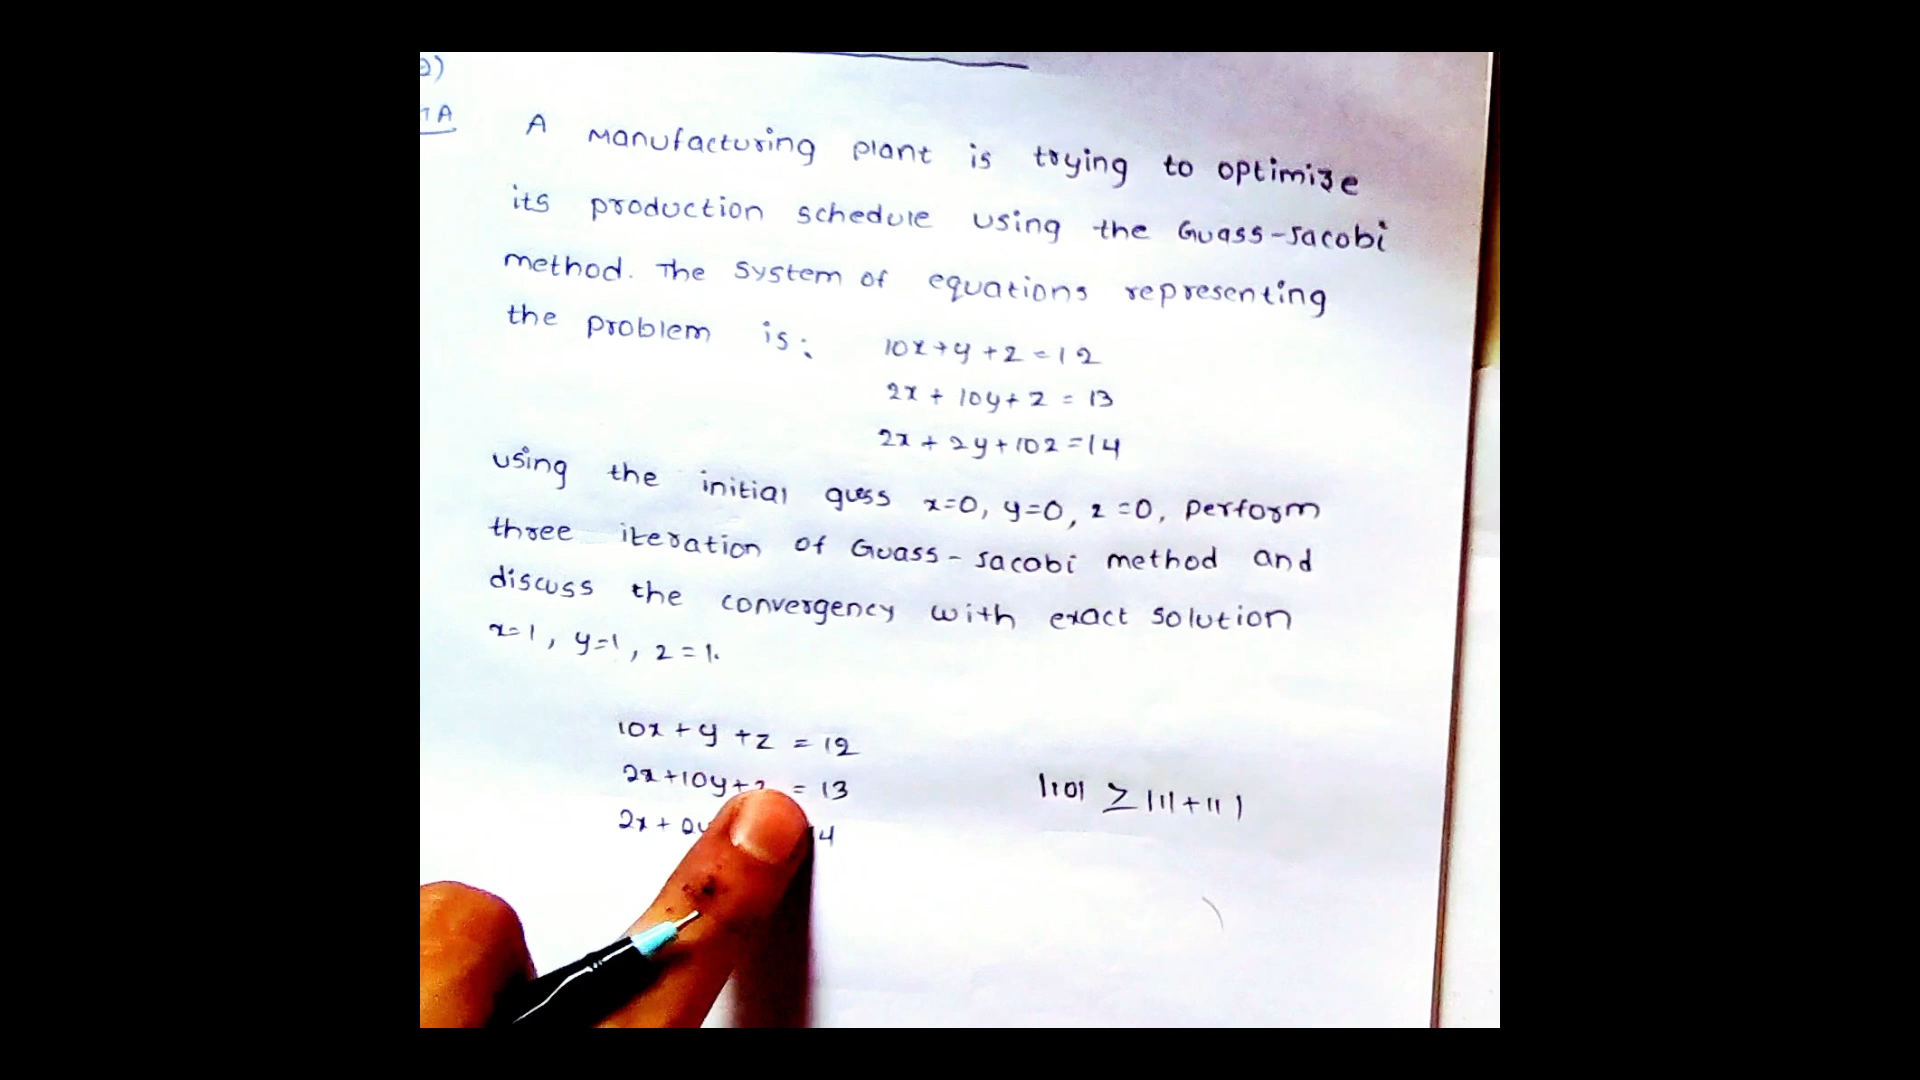 2)
1A
A Manufacturing plant is trying to optimize
its production schedule using the Guass-Jacobi
method. The System of equations representing
the problem is:
10x+y+z=12
2x + 10y + z = 13
2x + 2y + 10z = 14
using the initial guess x=0, y=0, z=0, Perform
three iteration of Guass-Jacobi method and
discuss the convergency with exact solution
x=1, y=1, z=1.
10x + y + z = 12
2x + 10y + z = 13
|10| ≥ |1|+|1|
2x + 2y